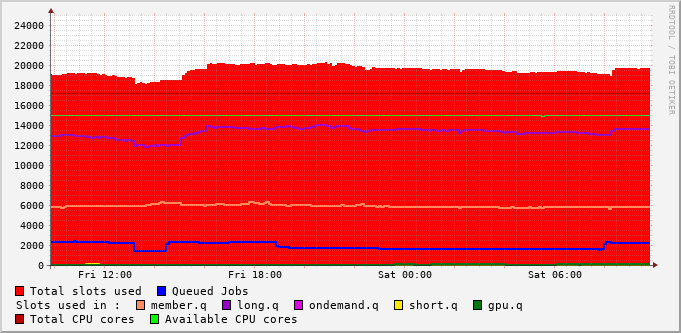 RRDTOOL / TOBI OETIKER
24000
22000
20000
18000
16000
14000
12000
10000
8000
6000
4000
2000
0
Fri 12:00 Fri 18:00 Sat 00:00 Sat 06:00
Total slots used Queued Jobs
Slots used in : member.q long.q ondemand.q short.q gpu.q
Total CPU cores Available CPU cores